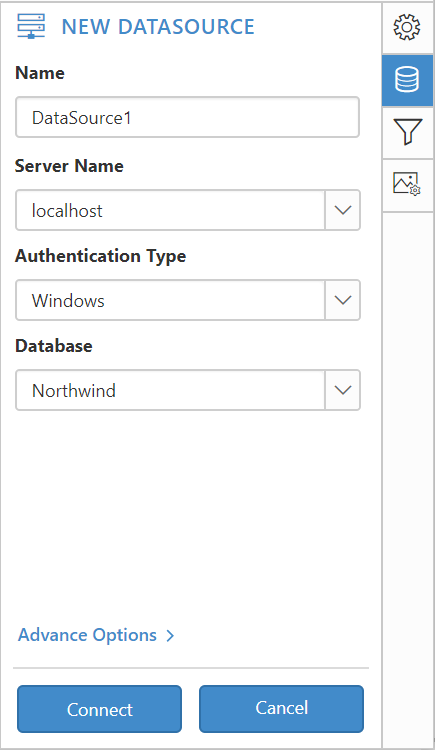 NEW DATASOURCE
Name
DataSource1
Server Name
localhost
Authentication Type
Windows
Database
Northwind
Advance Options
Connect
Cancel